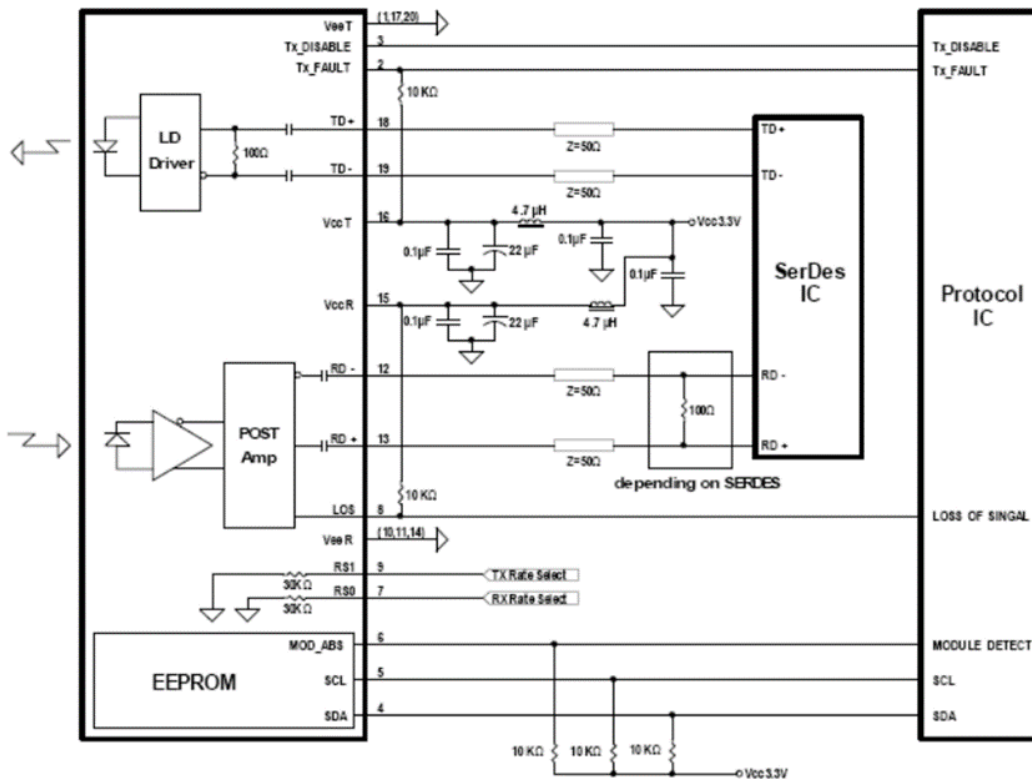 VeeT (1,17,20)
Tx_DISABLE 3 Tx_DISABLE
Tx_FAULT 2 Tx_FAULT
10 KΩ
LD
Driver
100Ω
TD+ 18 TD+
Z=50Ω
TD- 19 TD-
Z=50Ω
VccT 16
4.7 µH
Vcc3.3V
0.1µF
22 µF
0.1µF
0.1µF
SerDes
IC
Protocol
IC
VccR 15
0.1µF
22 µF
4.7 µH
RD - 12 RD -
Z=50Ω
100Ω
POST
Amp
RD + 13 RD +
Z=50Ω
depending on SERDES
10 KΩ
LOS 8 LOSS OF SINGAL
VeeR (10,11,14)
RS1 9 TX Rate Select
30KΩ
RS0 7 RX Rate Select
30KΩ
MOD_ABS 6 MODULE DETECT
EEPROM
SCL 5 SCL
SDA 4 SDA
10 KΩ 10 KΩ 10 KΩ
Vcc3.3V